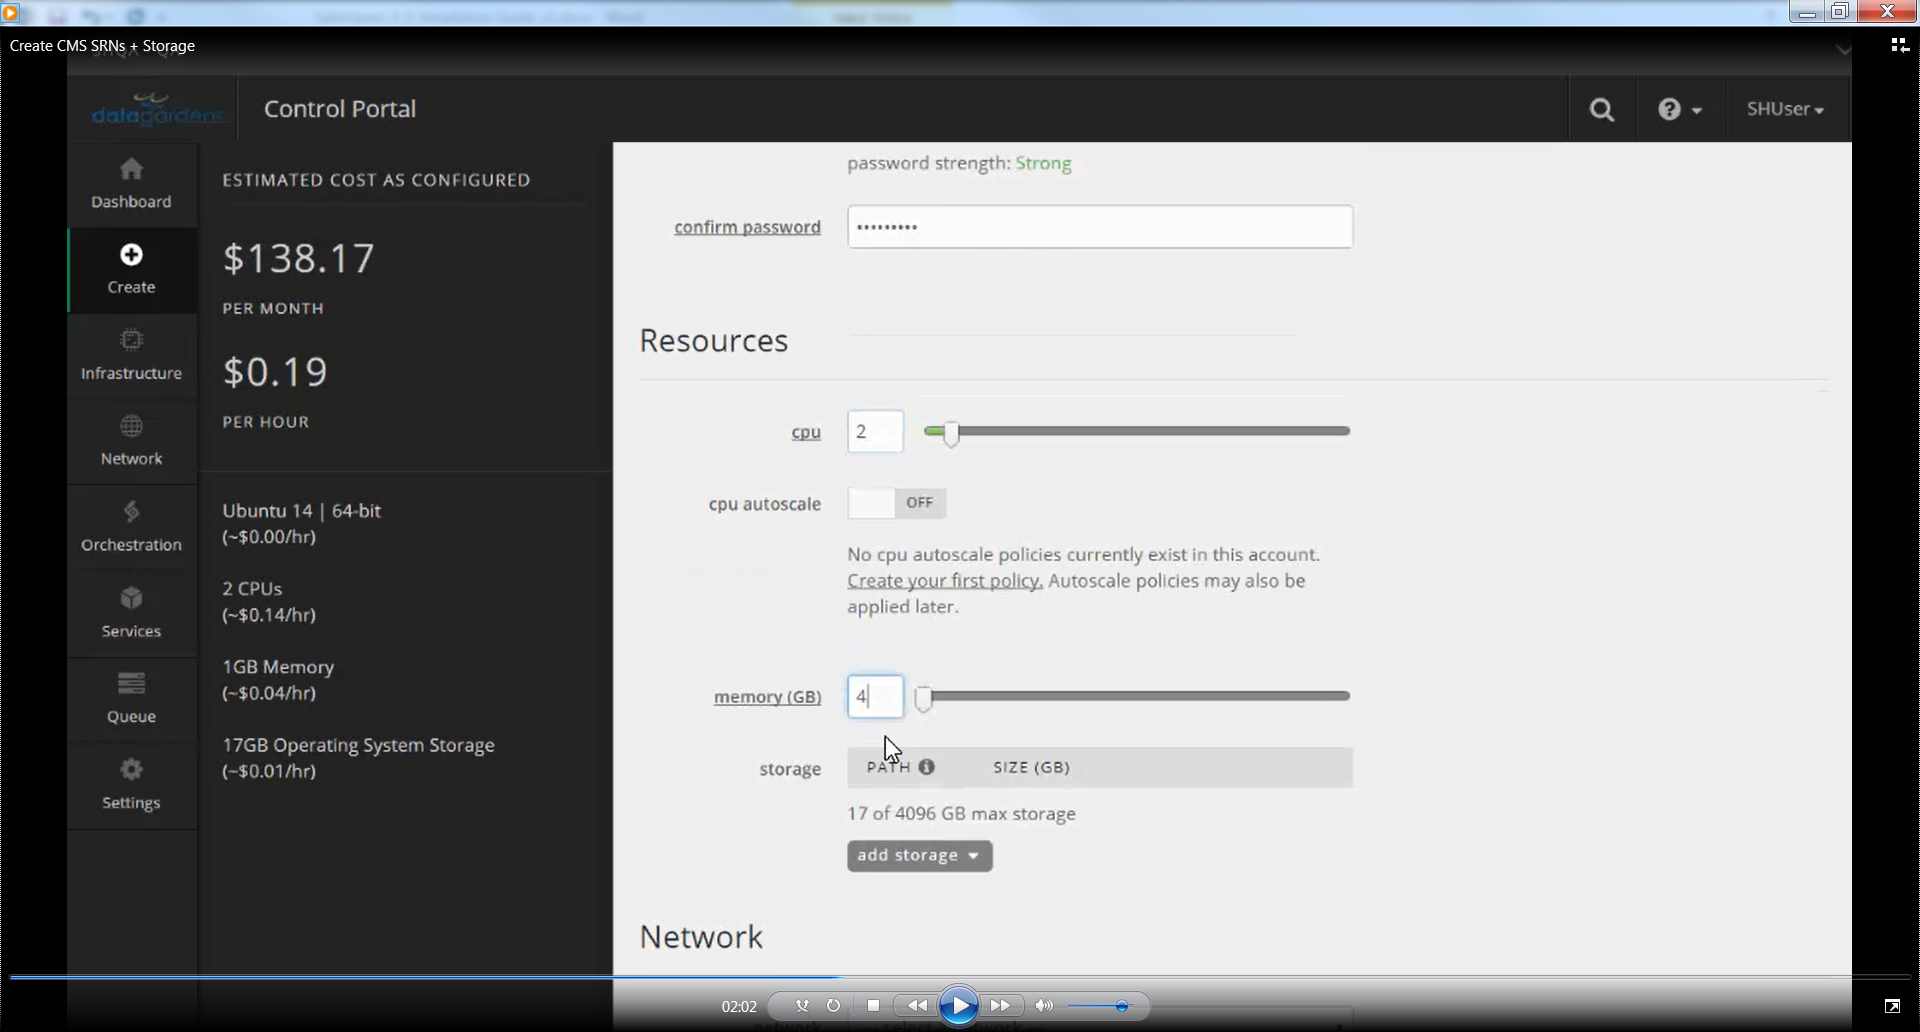 Create CMS SRNs + Storage
datagardens
Control Portal
SHUser
Dashboard
Create
Infrastructure
Network
Orchestration
Services
Queue
Settings
ESTIMATED COST AS CONFIGURED
$138.17
PER MONTH
$0.19
PER HOUR
Ubuntu 14 | 64-bit
(~$0.00/hr)
2 CPUs
(~$0.14/hr)
1GB Memory
(~$0.04/hr)
17GB Operating System Storage
(~$0.01/hr)
password strength: Strong
confirm password •••••••••
Resources
cpu 2
cpu autoscale OFF
No cpu autoscale policies currently exist in this account.
Create your first policy. Autoscale policies may also be
applied later.
memory (GB) 4
storage PATH SIZE (GB)
17 of 4096 GB max storage
add storage
Network
02:02